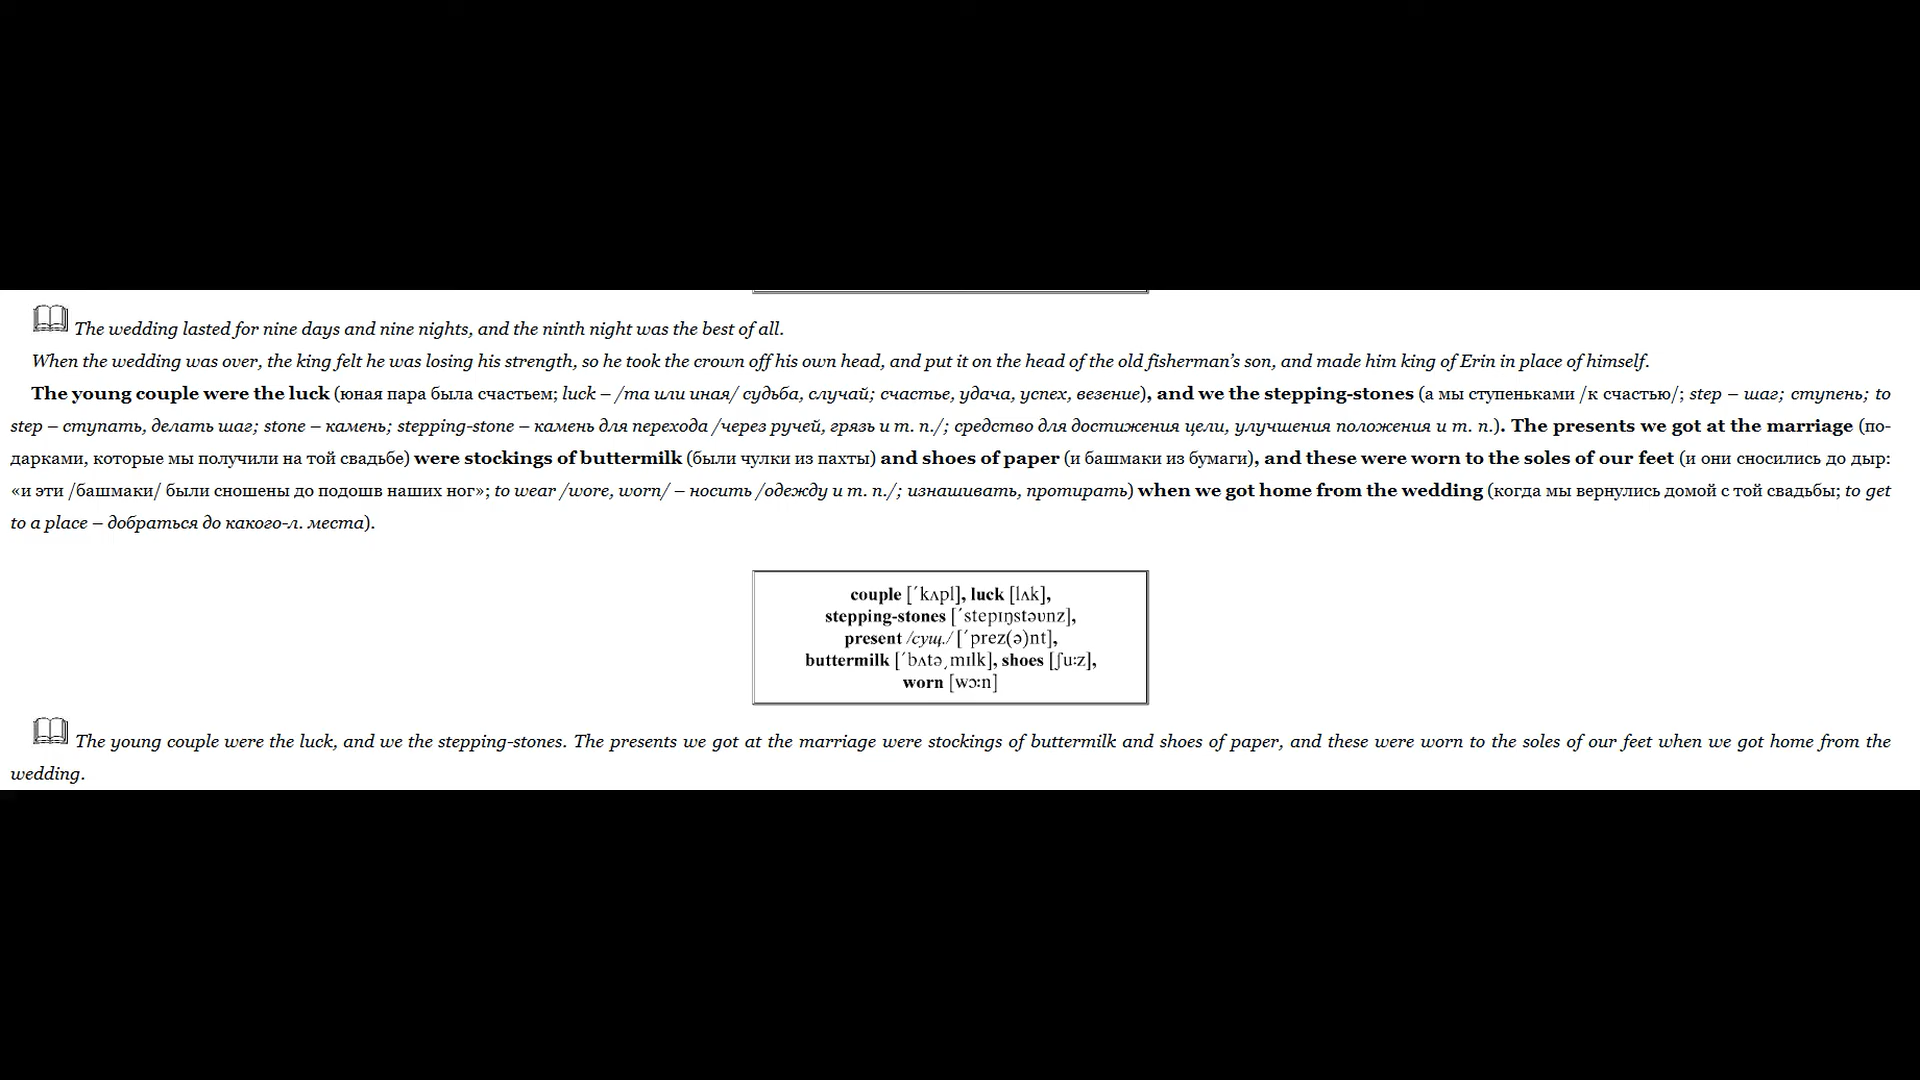 The wedding lasted for nine days and nine nights, and the ninth night was the best of all.
When the wedding was over, the king felt he was losing his strength, so he took the crown off his own head, and put it on the head of the old fisherman’s son, and made him king of Erin in place of himself.
The young couple were the luck (юная пара была счастьем; luck – /та или иная/ судьба, случай; счастье, удача, успех, везение), and we the stepping-stones (а мы ступеньками /к счастью/; step – шаг; ступень; to
step – ступать, делать шаг; stone – камень; stepping-stone – камень для перехода /через ручей, грязь и т. п./; средство для достижения цели, улучшения положения и т. п.). The presents we got at the marriage (по-
дарками, которые мы получили на той свадьбе) were stockings of buttermilk (были чулки из пахты) and shoes of paper (и башмаки из бумаги), and these were worn to the soles of our feet (и они сносились до дыр:
«и эти /башмаки/ были сношены до подошв наших ног»; to wear /wore, worn/ – носить /одежду и т. п./; изнашивать, протирать) when we got home from the wedding (когда мы вернулись домой с той свадьбы; to get
to a place – добраться до какого-л. места).
couple [ˊkʌpl], luck [lʌk],
stepping-stones [ˊstepɪŋstəʊnz],
present /сущ./ [ˊprez(ə)nt],
buttermilk [ˊbʌtəˏmɪlk], shoes [ʃu:z],
worn [wɔ:n]
The young couple were the luck, and we the stepping-stones. The presents we got at the marriage were stockings of buttermilk and shoes of paper, and these were worn to the soles of our feet when we got home from the
wedding.